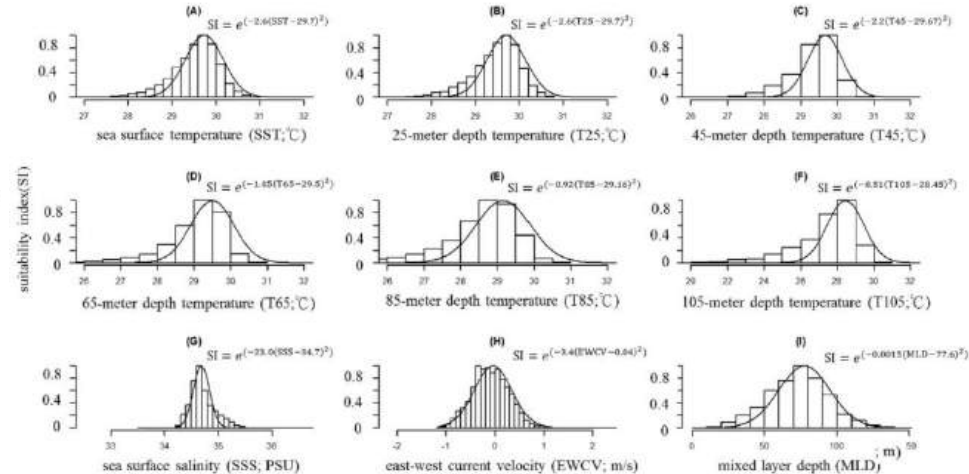 (A)
SI = e^(−2.6(SST−29.7)²)
0.8
0.4
0
27 28 29 30 31 32
sea surface temperature (SST;℃)
(B)
SI = e^(−2.6(T25−29.7)²)
0.8
0.4
0
27 28 29 30 31 32
25-meter depth temperature (T25;℃)
(C)
SI = e^(−2.2(T45−29.67)²)
0.8
0.4
0
27 28 29 30 31 32
45-meter depth temperature (T45;℃)
suitability index(SI)
(D)
SI = e^(−1.85(T65−29.5)²)
0.8
0.4
0
26 27 28 29 30 31 32
65-meter depth temperature (T65;℃)
(E)
SI = e^(−0.92(T85−29.16)²)
0.8
0.4
0
26 27 28 29 30 31 32
85-meter depth temperature (T85;℃)
(F)
0.8
0.4
0
20 22 24 26 28 30 32
105-meter depth temperature (T105;℃)
(G)
SI = e^(−23.0(SSS−34.7)²)
0.8
0.4
0
33 34 35 36
sea surface salinity (SSS; PSU)
(H)
SI = e^(−3.4(EWCV−0.04)²)
0.8
0.4
0
-2 -1 0 1 2
east-west current velocity (EWCV; m/s)
(I)
SI = e^(−0.0015(MLD−77.6)²)
0.8
0.4
0
0 50 100 59
; m)
mixed layer depth (MLD